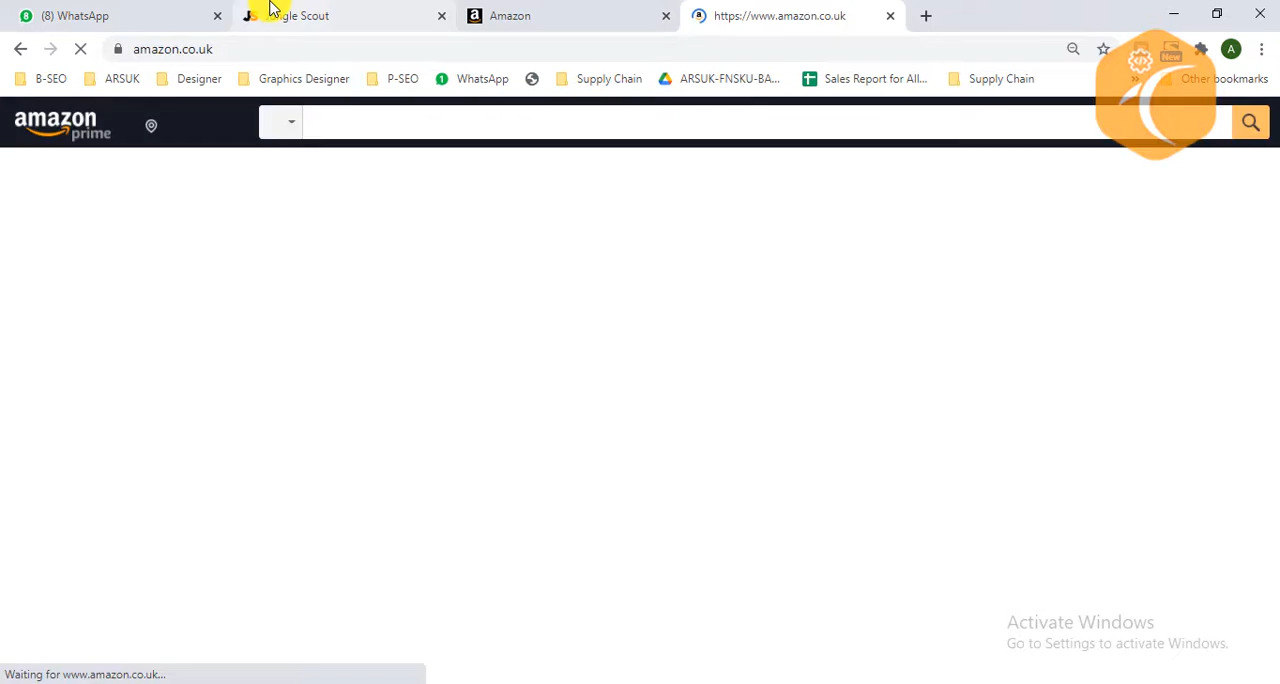 (8) WhatsApp
Amazon
https://www.amazon.co.uk
amazon.co.uk
New
A
B-SEO
ARSUK
Designer
Graphics Designer
P-SEO
WhatsApp
Supply Chain
ARSUK-FNSKU-BA...
Sales Report for All...
Supply Chain
»
Other bookmarks
amazon
prime
Activate Windows
Go to Settings to activate Windows.
Waiting for www.amazon.co.uk...